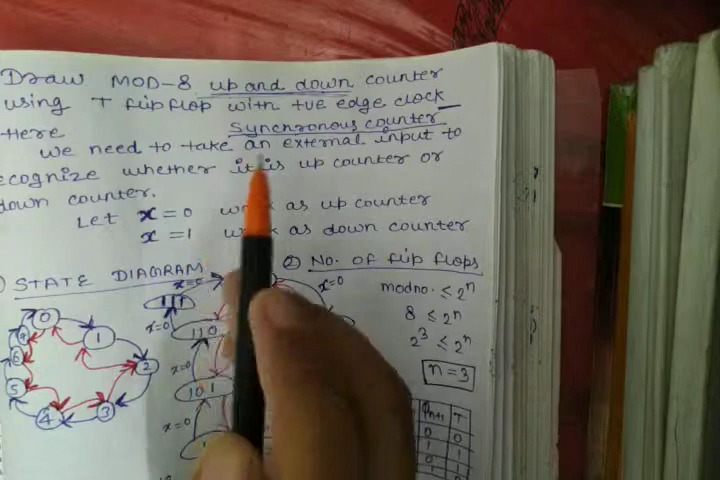 Draw MOD-8 up and down counter
using T flip flop with +ve edge clock
Here synchronous counter
we need to take an external input to
ecognize whether it is up counter or
down counter.
Let x = 0 as up counter
x = 1 as down counter
STATE DIAGRAM
② No. of flip flops
x=0
x=0
modno. ≤ 2ⁿ
8 ≤ 2ⁿ
2³ ≤ 2ⁿ
n = 3
111
x=0
110
x=0
101
x=0
0
1
2
3
4
5
6
Qn+1 T
0 0
1 1
0 1